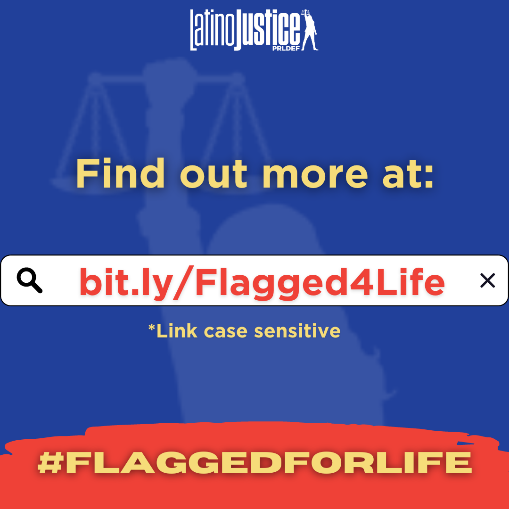 LatinoJustice
PRLDEF
Find out more at:
bit.ly/Flagged4Life
*Link case sensitive
#FLAGGEDFORLIFE